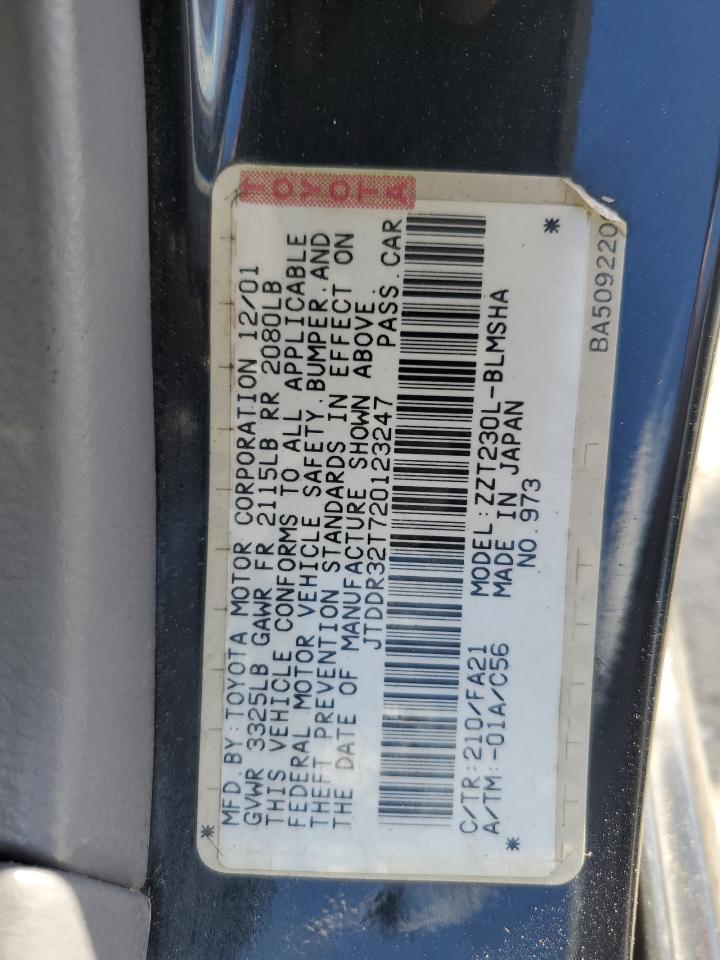 TOYOTA
MFD. BY: TOYOTA MOTOR CORPORATION 12/01
GVWR 3325LB GAWR FR 2115LB RR 2080LB
THIS VEHICLE CONFORMS TO ALL APPLICABLE
FEDERAL MOTOR VEHICLE SAFETY. BUMPER. AND
THEFT PREVENTION STANDARDS IN EFFECT ON
THE DATE OF MANUFACTURE SHOWN ABOVE.
JTDDR32T720123247 PASS. CAR
C/TR:210/FA21 MODEL:ZZT230L-BLMSHA
A/TM:-01A/C56 MADE IN JAPAN
NO. 973
BA509220